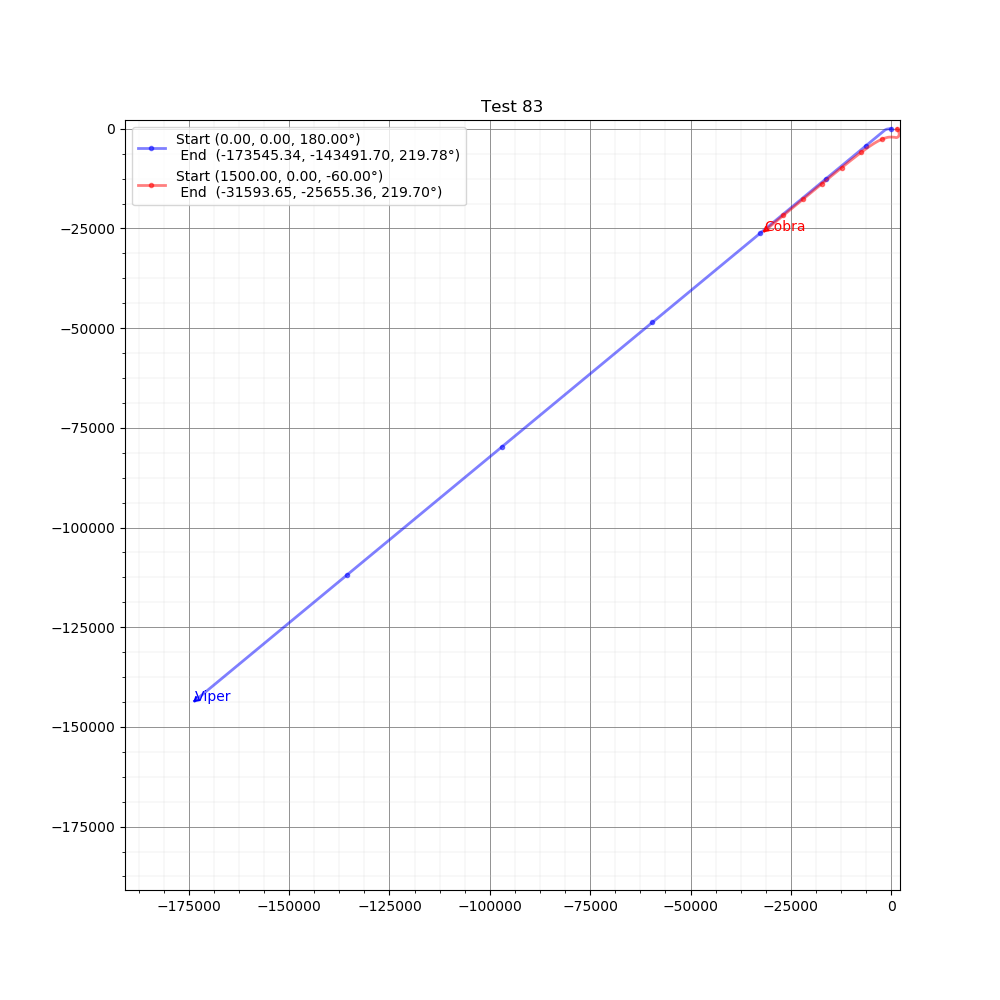 Test 83
Start (0.00, 0.00, 180.00°)
End (-173545.34, -143491.70, 219.78°)
Start (1500.00, 0.00, -60.00°)
End (-31593.65, -25655.36, 219.70°)
0
−25000
−50000
−75000
−100000
−125000
−150000
−175000
Cobra
Viper
−175000 −150000 −125000 −100000 −75000 −50000 −25000 0